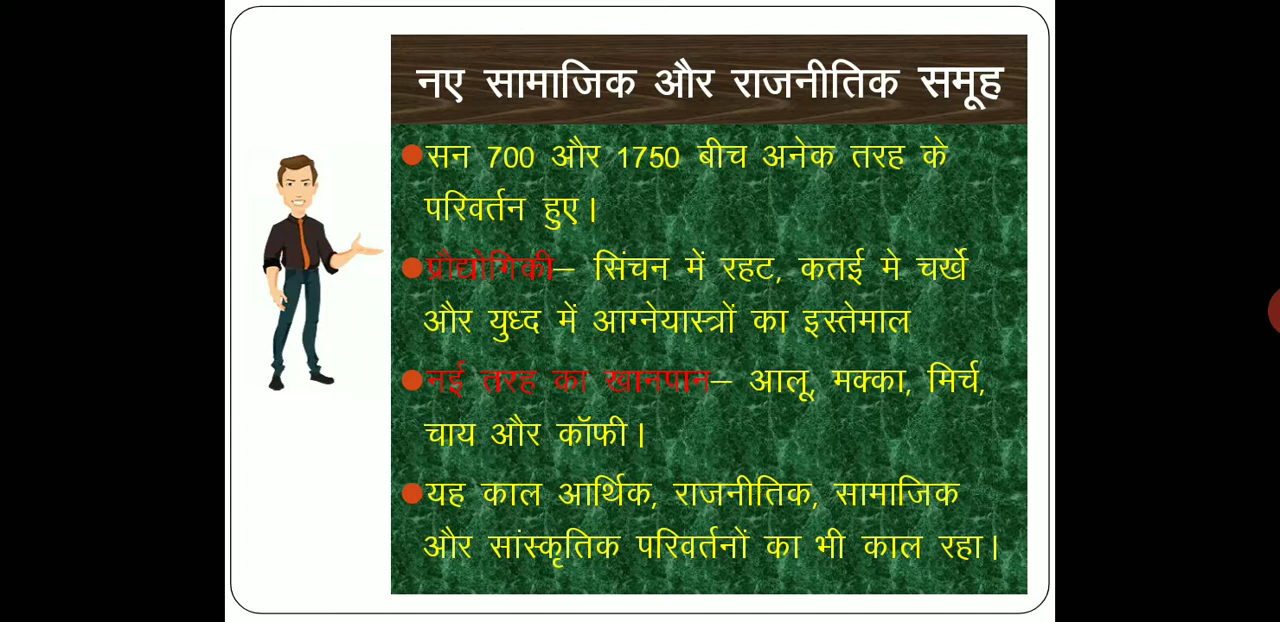 नए सामाजिक और राजनीतिक समूह
सन 700 और 1750 बीच अनेक तरह के
परिवर्तन हुए।
प्रौद्योगिकी– सिंचन में रहट, कतई मे चर्खे
और युध्द में आग्नेयास्त्रों का इस्तेमाल
नई तरह का खानपान– आलू, मक्का, मिर्च,
चाय और कॉफी।
यह काल आर्थिक, राजनीतिक, सामाजिक
और सांस्कृतिक परिवर्तनों का भी काल रहा।